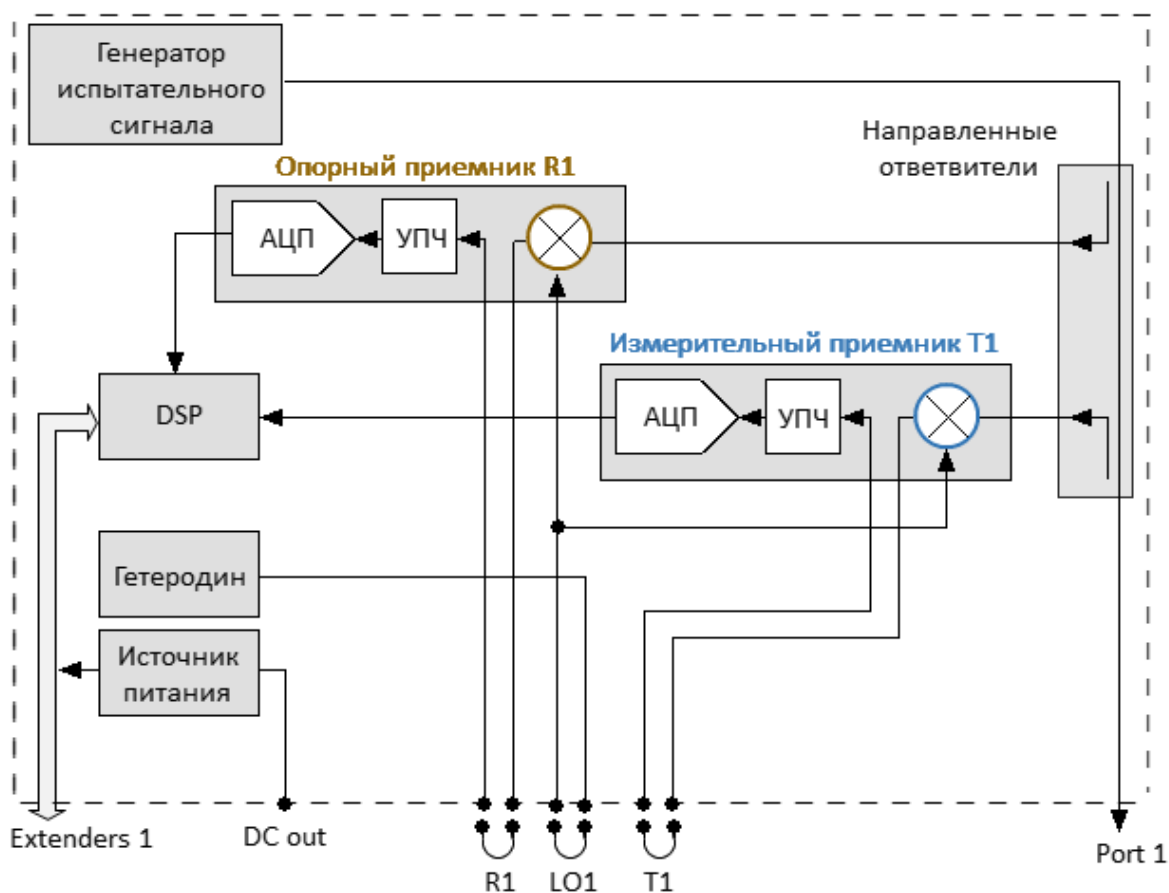 Генератор
испытательного
сигнала
Направленные
ответвители
Опорный приемник R1
АЦП
УПЧ
Измерительный приемник T1
АЦП
УПЧ
DSP
Гетеродин
Источник
питания
Extenders 1
DC out
R1
LO1
T1
Port 1